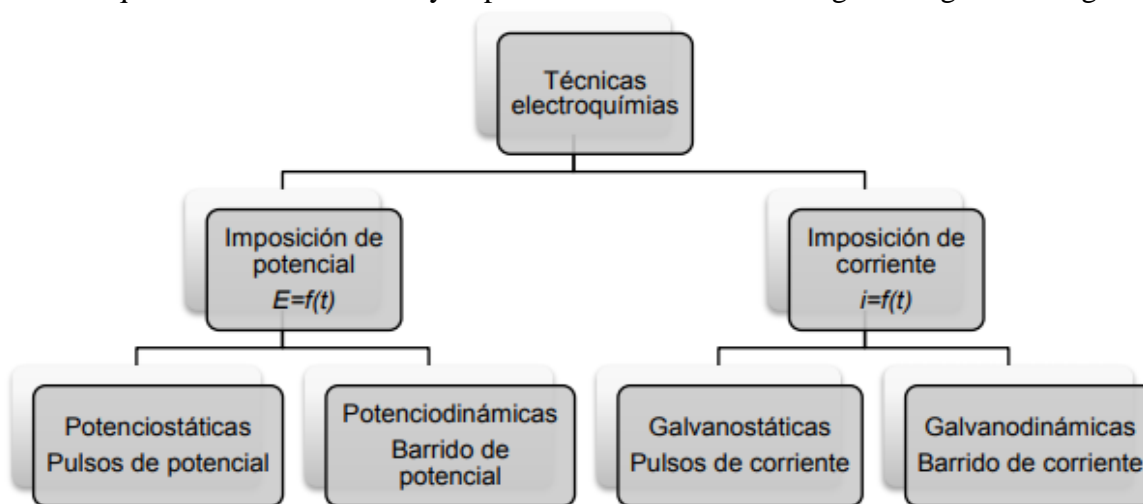 Técnicas
electroquímias
Imposición de
potencial
E=f(t)
Imposición de
corriente
i=f(t)
Potenciostáticas
Pulsos de potencial
Potenciodinámicas
Barrido de
potencial
Galvanostáticas
Pulsos de corriente
Galvanodinámicas
Barrido de corriente